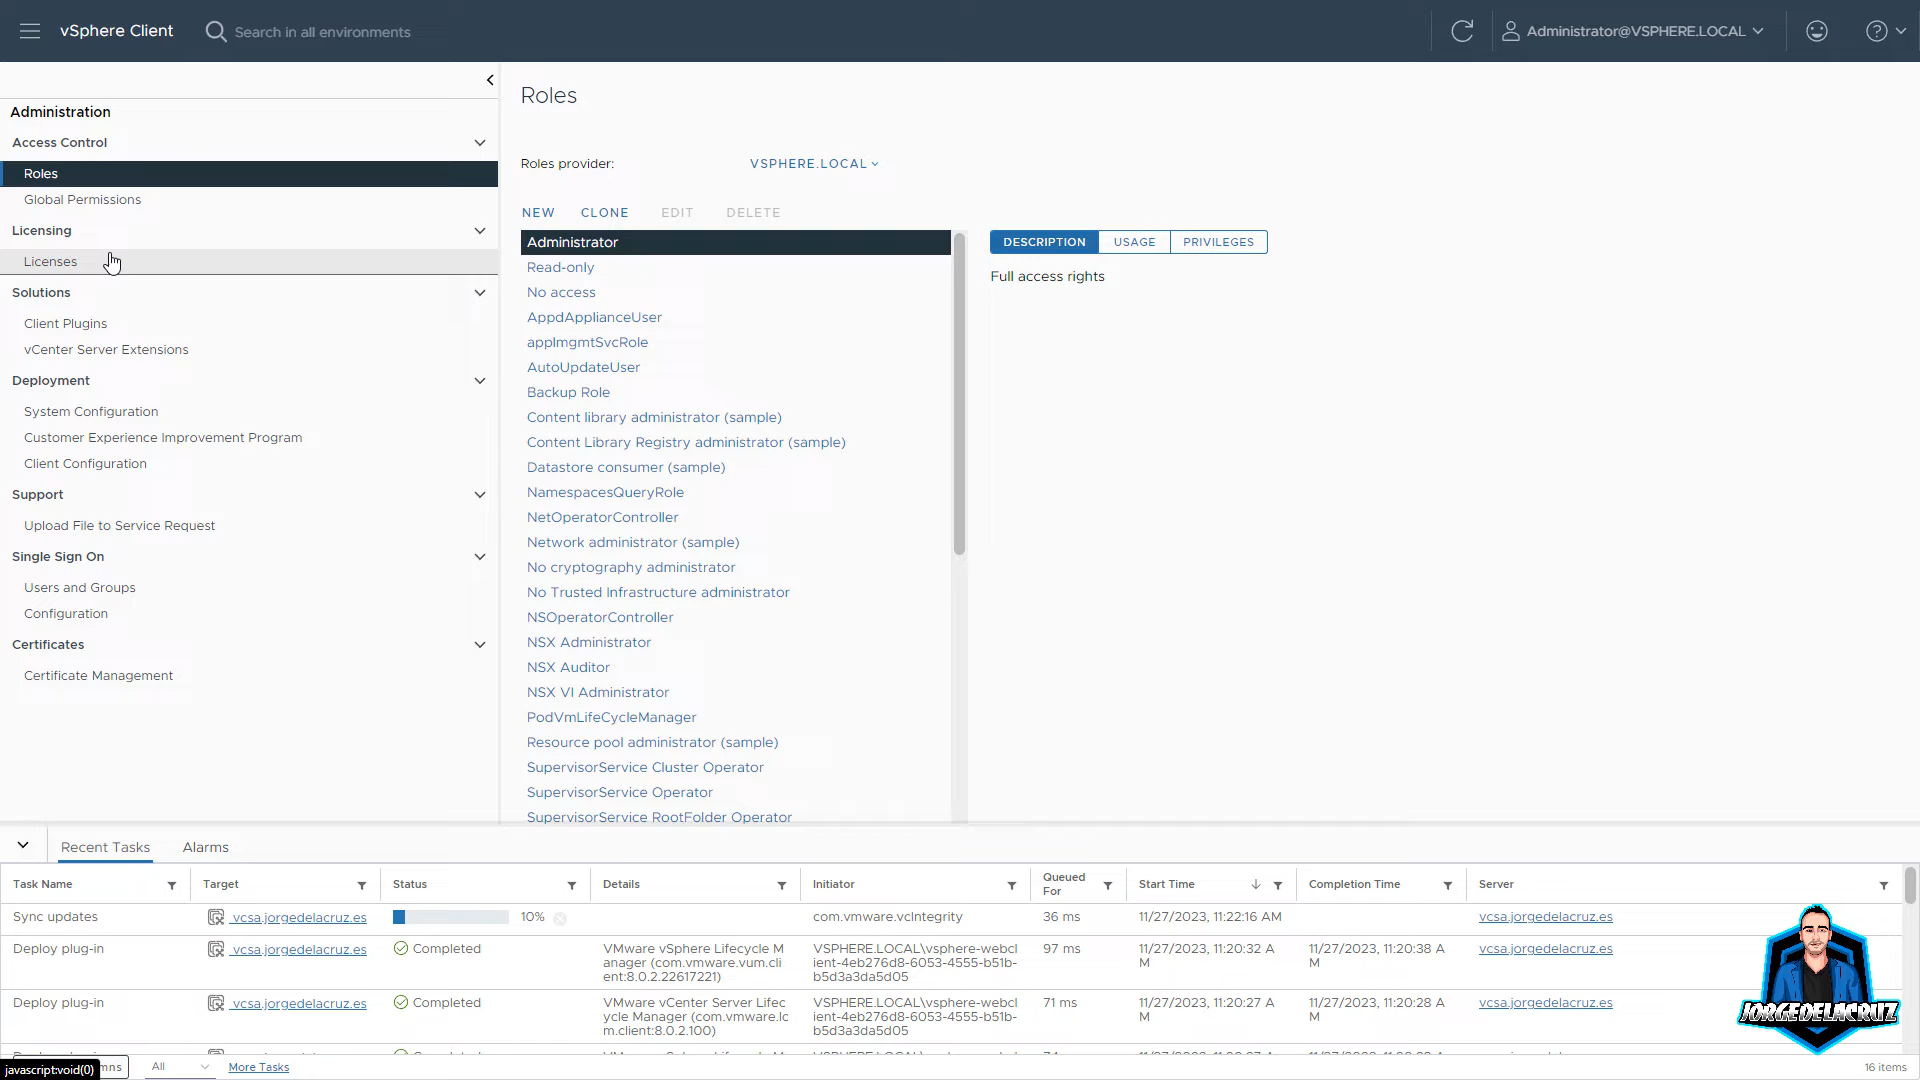 vSphere Client
Search in all environments
Administrator@VSPHERE.LOCAL
Administration
Access Control
Roles
Global Permissions
Licensing
Licenses
Solutions
Client Plugins
vCenter Server Extensions
Deployment
System Configuration
Customer Experience Improvement Program
Client Configuration
Support
Upload File to Service Request
Single Sign On
Users and Groups
Configuration
Certificates
Certificate Management
Roles
Roles provider: VSPHERE.LOCAL
NEW CLONE EDIT DELETE
Administrator
Read-only
No access
AppdApplianceUser
applmgmtSvcRole
AutoUpdateUser
Backup Role
Content library administrator (sample)
Content Library Registry administrator (sample)
Datastore consumer (sample)
NamespacesQueryRole
NetOperatorController
Network administrator (sample)
No cryptography administrator
No Trusted Infrastructure administrator
NSOperatorController
NSX Administrator
NSX Auditor
NSX VI Administrator
PodVmLifeCycleManager
Resource pool administrator (sample)
SupervisorService Cluster Operator
SupervisorService Operator
SupervisorService RootFolder Operator
DESCRIPTION USAGE PRIVILEGES
Full access rights
Recent Tasks Alarms
Task Name Target Status Details Initiator Queued For Start Time Completion Time Server
Sync updates vcsa.jorgedelacruz.es 10% com.vmware.vcIntegrity 36 ms 11/27/2023, 11:22:16 AM vcsa.jorgedelacruz.es
Deploy plug-in vcsa.jorgedelacruz.es Completed VMware vSphere Lifecycle M VSPHERE.LOCAL\vsphere-webcl 97 ms 11/27/2023, 11:20:32 A 11/27/2023, 11:20:38 A vcsa.jorgedelacruz.es
anager (com.vmware.vum.cli ient-4eb276d8-6053-4555-b51b- M M
ent:8.0.2.22617221) b5d3a3da5d05
Deploy plug-in vcsa.jorgedelacruz.es Completed VMware vCenter Server Lifec VSPHERE.LOCAL\vsphere-webcl 71 ms 11/27/2023, 11:20:27 A 11/27/2023, 11:20:28 A vcsa.jorgedelacruz.es
ycle Manager (com.vmware.lc ient-4eb276d8-6053-4555-b51b- M M
m.client:8.0.2.100) b5d3a3da5d05
javascript:void(0) All More Tasks 16 items
JORGEDELACRUZ